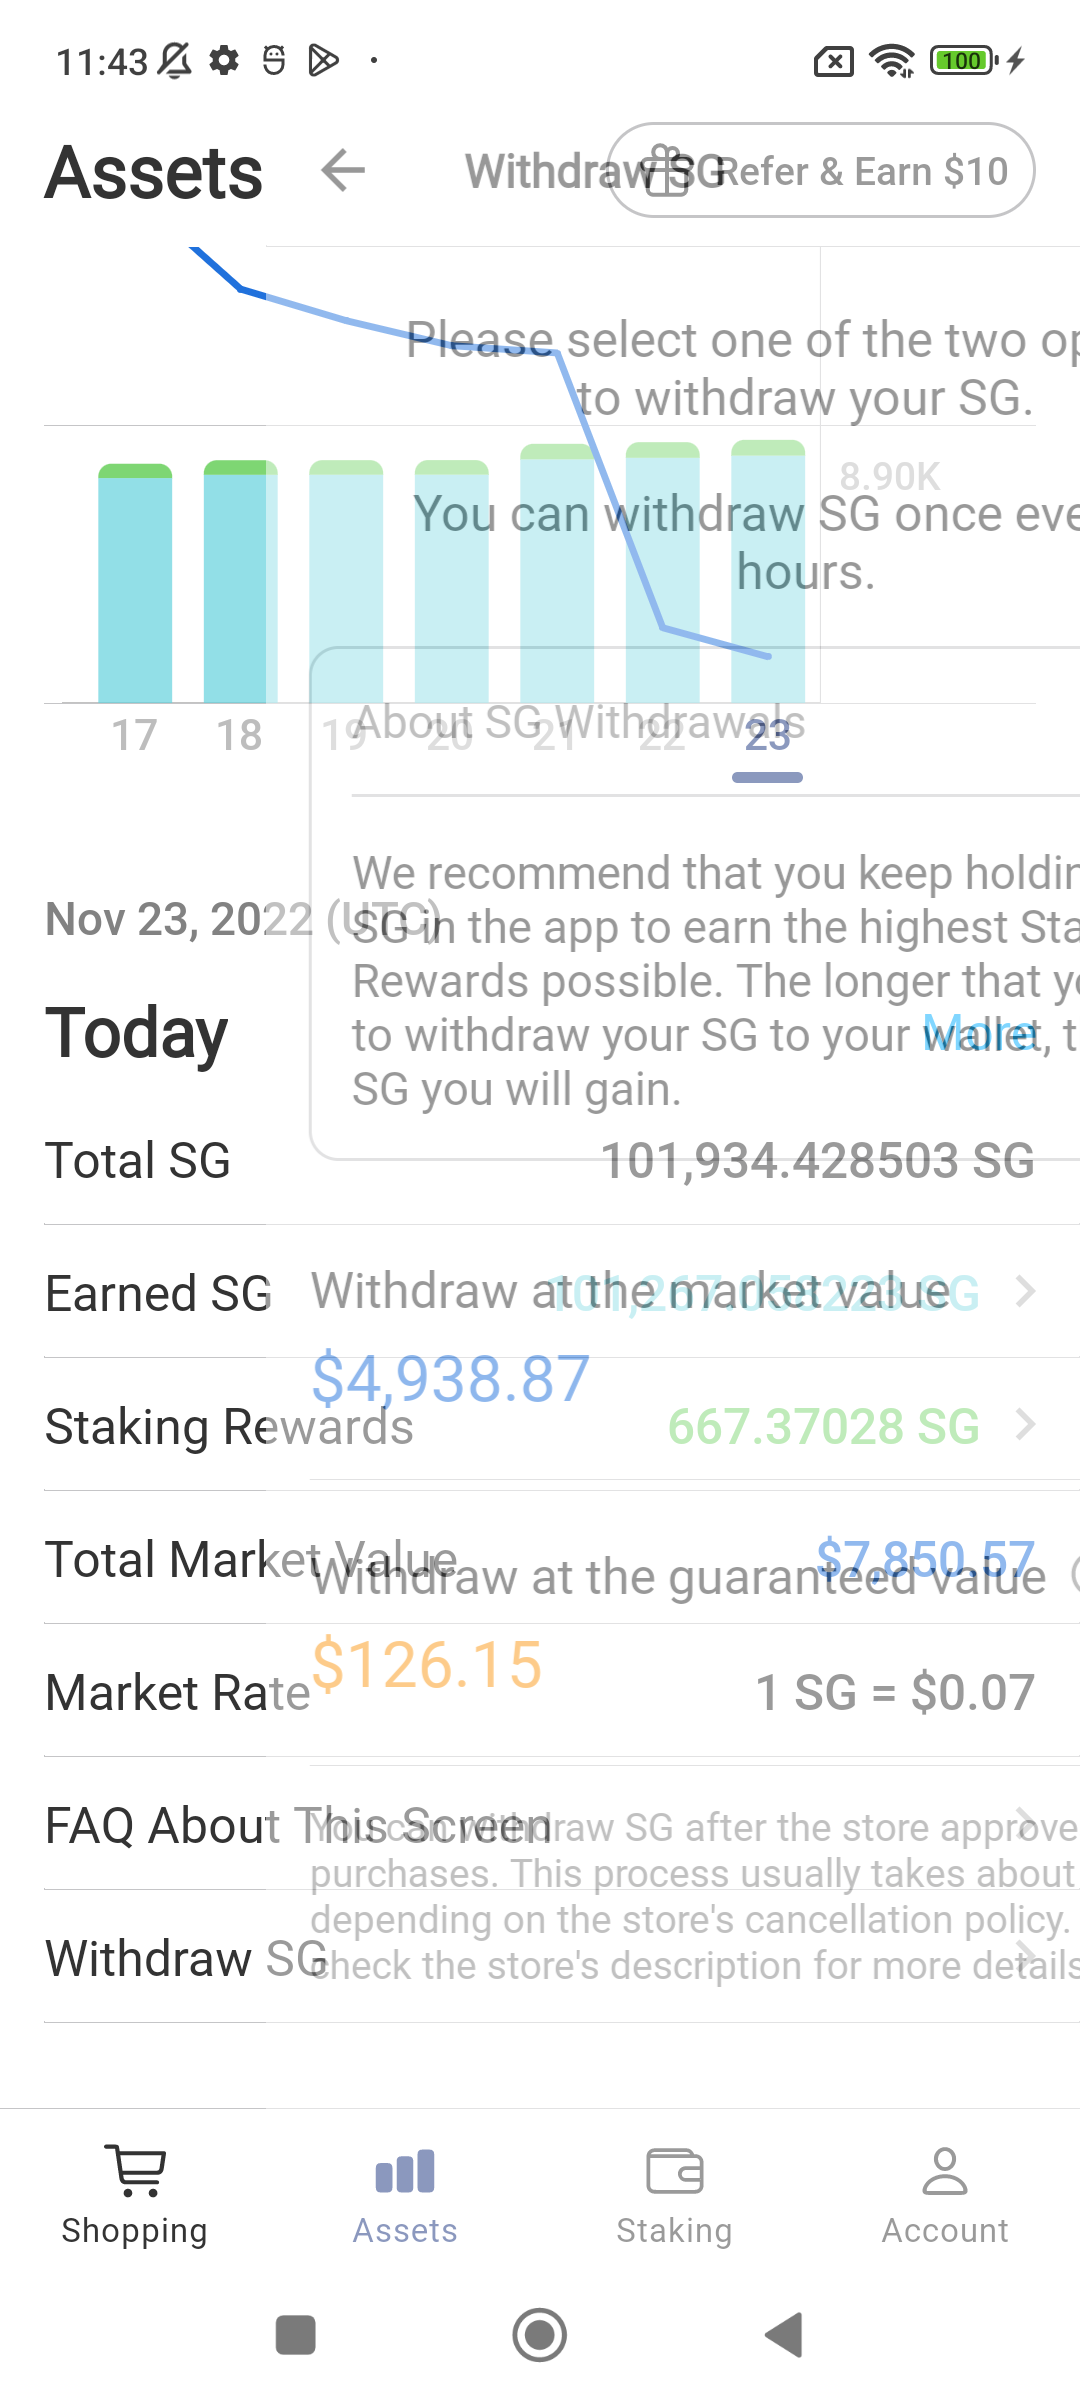 11:43
100
Assets
Withdraw SG
Refer & Earn $10
Please select one of the two op
to withdraw your SG.
8.90K
You can withdraw SG once eve
hours.
17 18 19 20 21 22 23
About SG Withdrawals
We recommend that you keep holdin
Nov 23, 2022 (UTC)
SG in the app to earn the highest Sta
Rewards possible. The longer that yo
Today
More
to withdraw your SG to your wallet, t
SG you will gain.
Total SG 101,934.428503 SG
Earned SG 101,267.058223 SG
Withdraw at the market value
$4,938.87
Staking Rewards 667.37028 SG
Total Market Value $7,850.57
Withdraw at the guaranteed value
$126.15
Market Rate 1 SG = $0.07
FAQ About This Screen
You can withdraw SG after the store approve
purchases. This process usually takes about
depending on the store's cancellation policy.
Withdraw SG
check the store's description for more details
Shopping Assets Staking Account